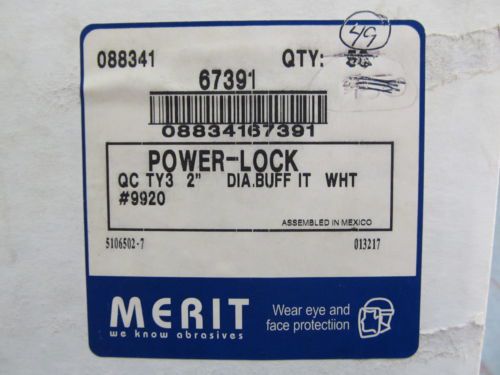 49
088341 QTY:
67391
08834167391
POWER-LOCK
QC TY3 2" DIA.BUFF IT WHT
#9920
ASSEMBLED IN MEXICO
5106502-7 013217
MERIT
we know abrasives
Wear eye and
face protection